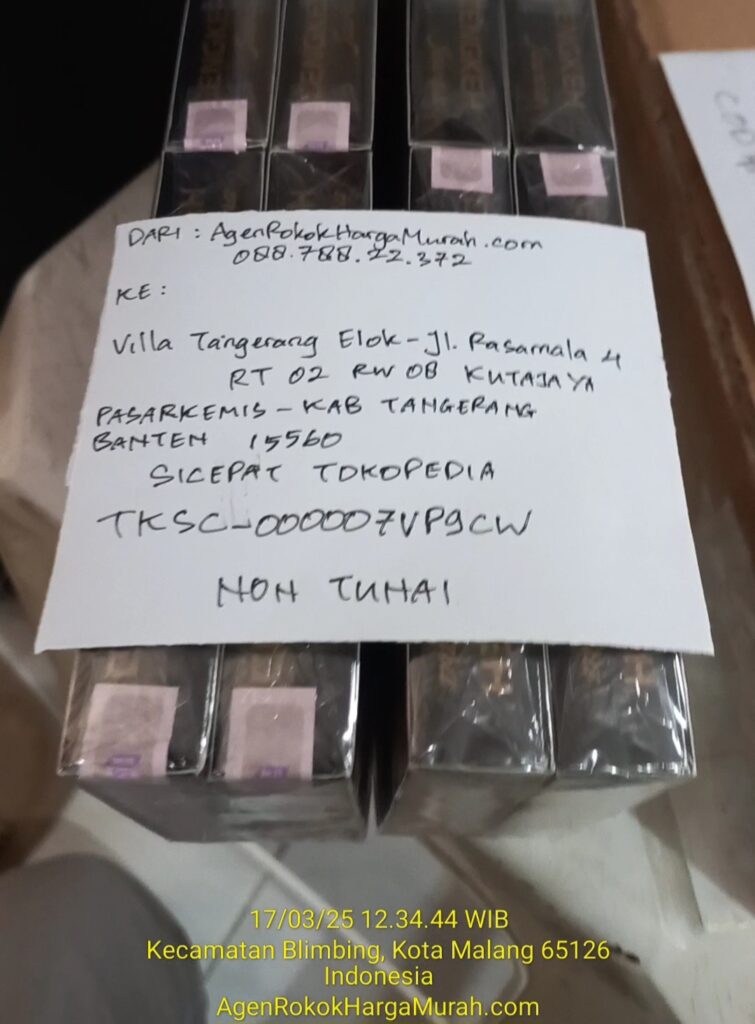 DARI : AgenRokokHargaMurah.com
088.788.22.372
KE :
Villa Tangerang Elok - Jl. Rasamala 4
RT 02 RW 08 KUTAJAYA
PASARKEMIS - KAB TANGERANG
BANTEN 15560
SICEPAT TOKOPEDIA
TKSC-000007VP9CW
NON TUNAI
17/03/25 12.34.44 WIB
Kecamatan Blimbing, Kota Malang 65126
Indonesia
AgenRokokHargaMurah.com